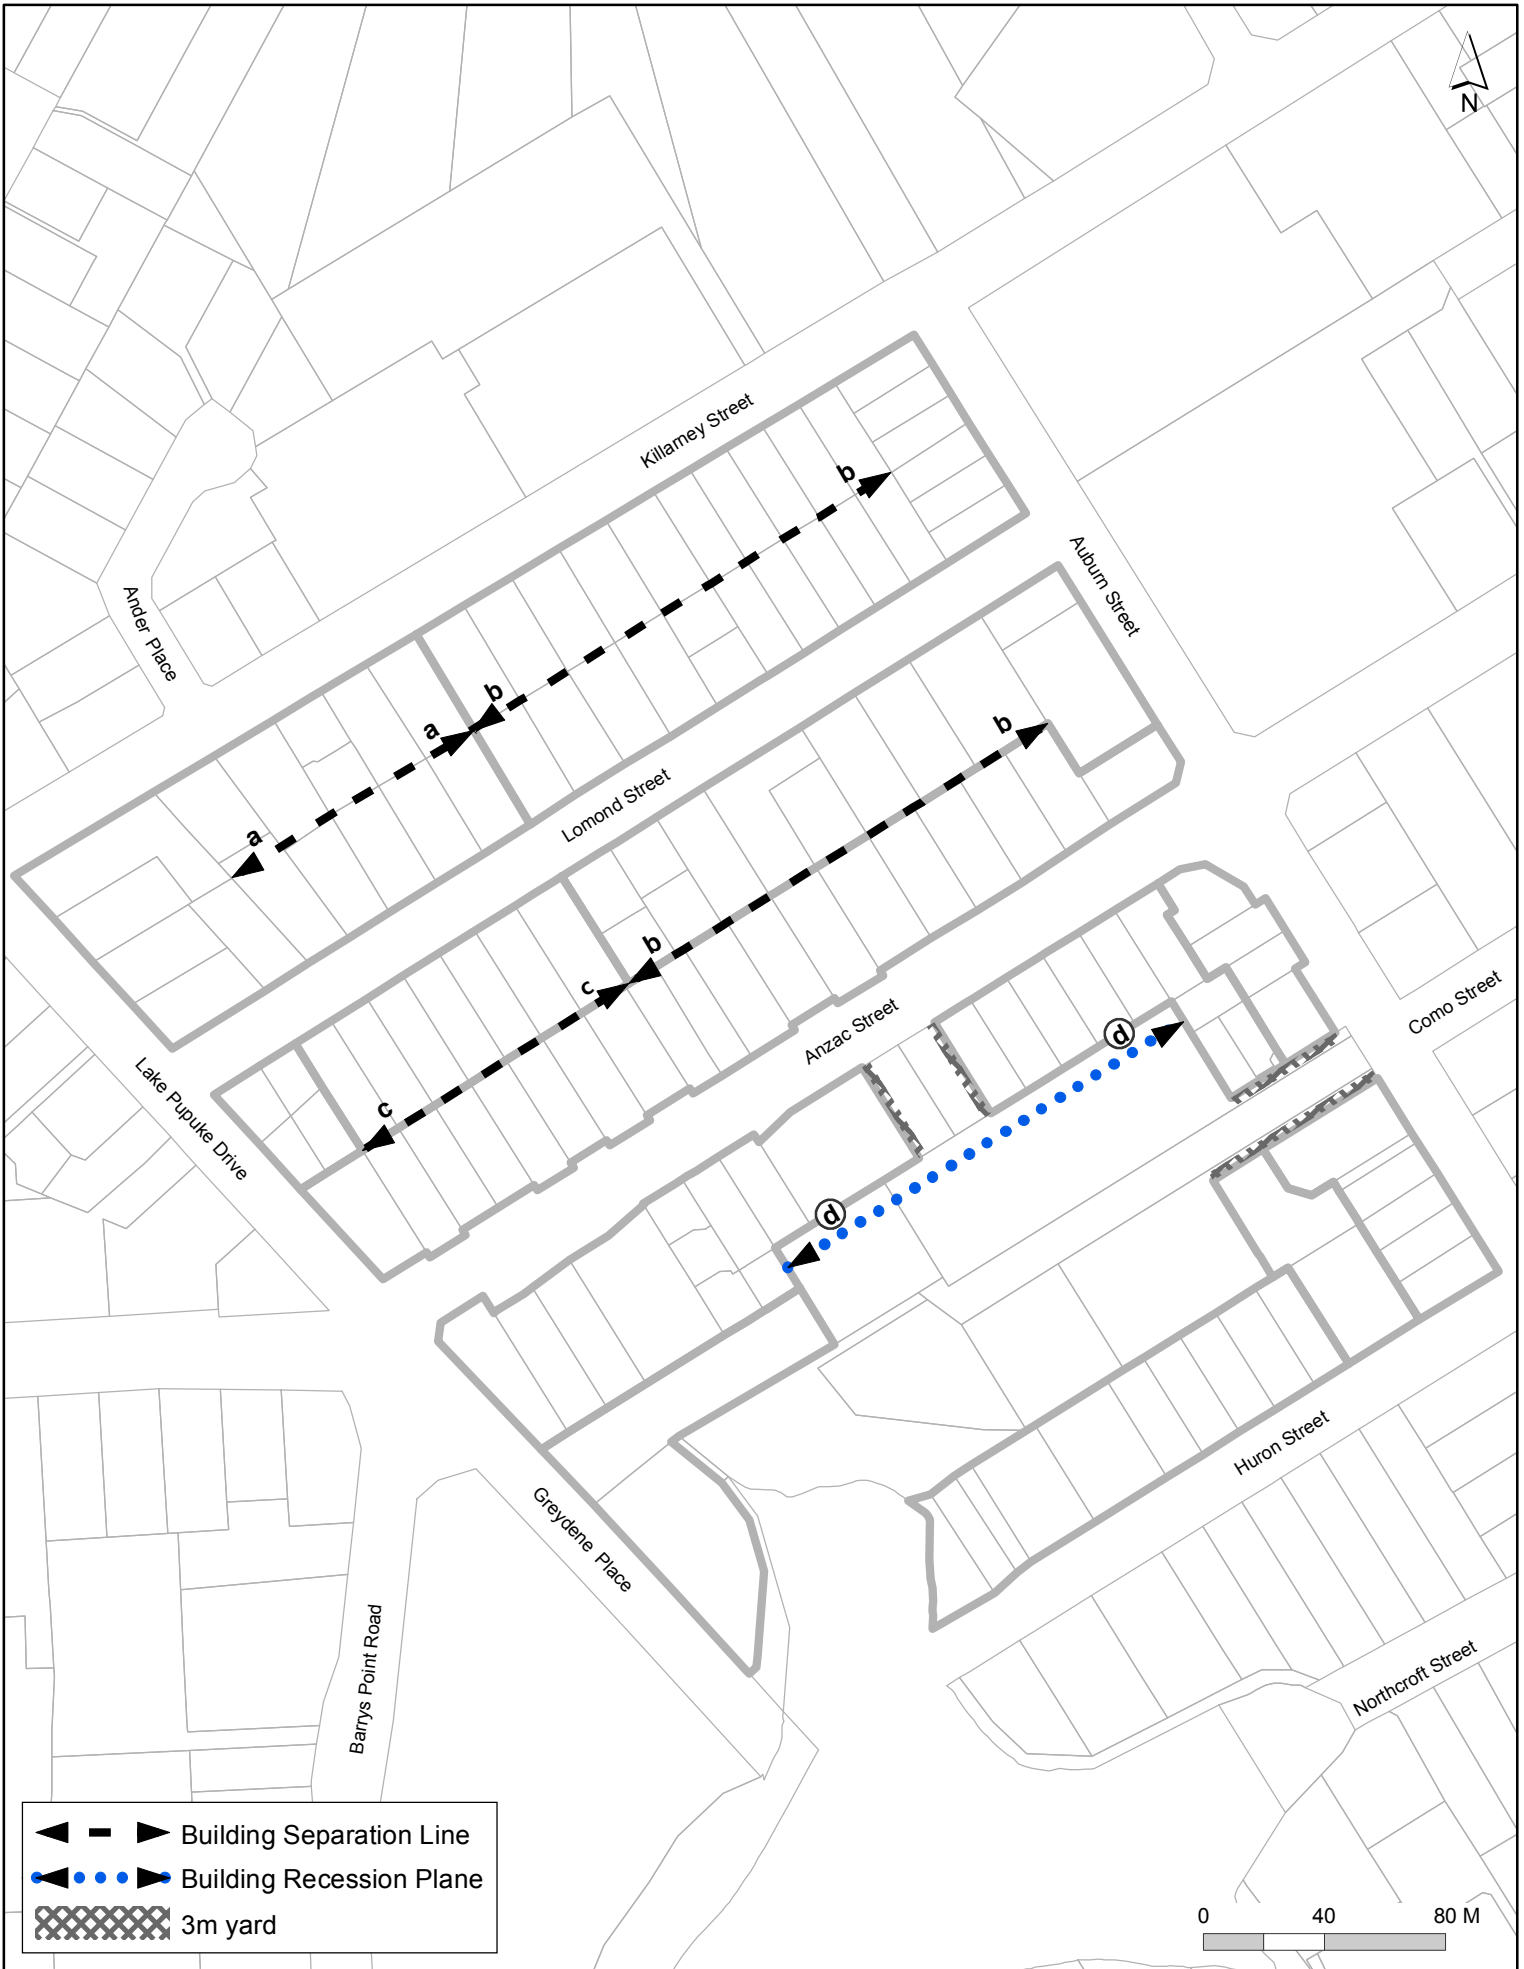 N
Killarney Street
b
Auburn Street
Ander Place
b
a
b
Lomond Street
a
b
c
Anzac Street
Como Street
d
Lake Pupuke Drive
c
d
Huron Street
Greydene Place
Barrys Point Road
Northcroft Street
Building Separation Line
Building Recession Plane
3m yard
0 40 80 M